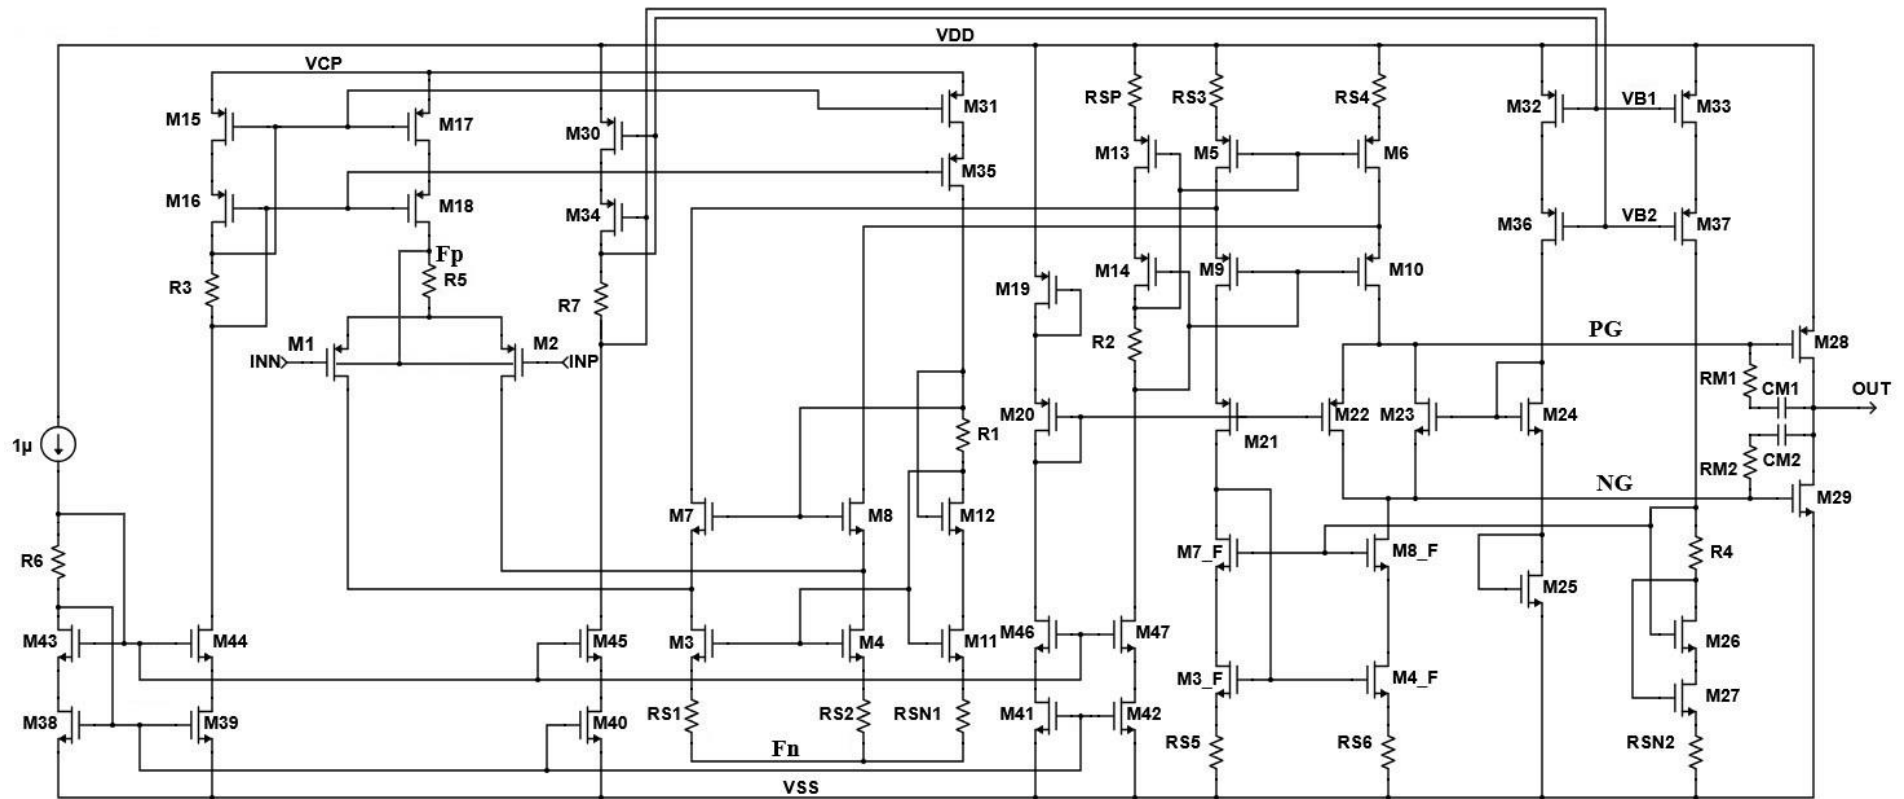 VDD
VCP
M15
M17
M31
M30
M32
VB1
M33
RSP
RS3
RS4
M13
M5
M6
M35
M16
M18
M34
M36
VB2
M37
Fp
R3
R5
R7
M19
M14
M9
M10
M1
M2
INN
INP
R2
PG
M28
RM1
CM1
OUT
M20
M21
M22
M23
M24
1µ
R1
RM2
CM2
NG
M29
M7
M8
M12
R6
M7_F
M8_F
R4
M25
M43
M44
M45
M3
M4
M11
M46
M47
M26
M3_F
M4_F
M27
M38
M39
M40
RS1
RS2
RSN1
M41
M42
RS5
RS6
RSN2
Fn
VSS